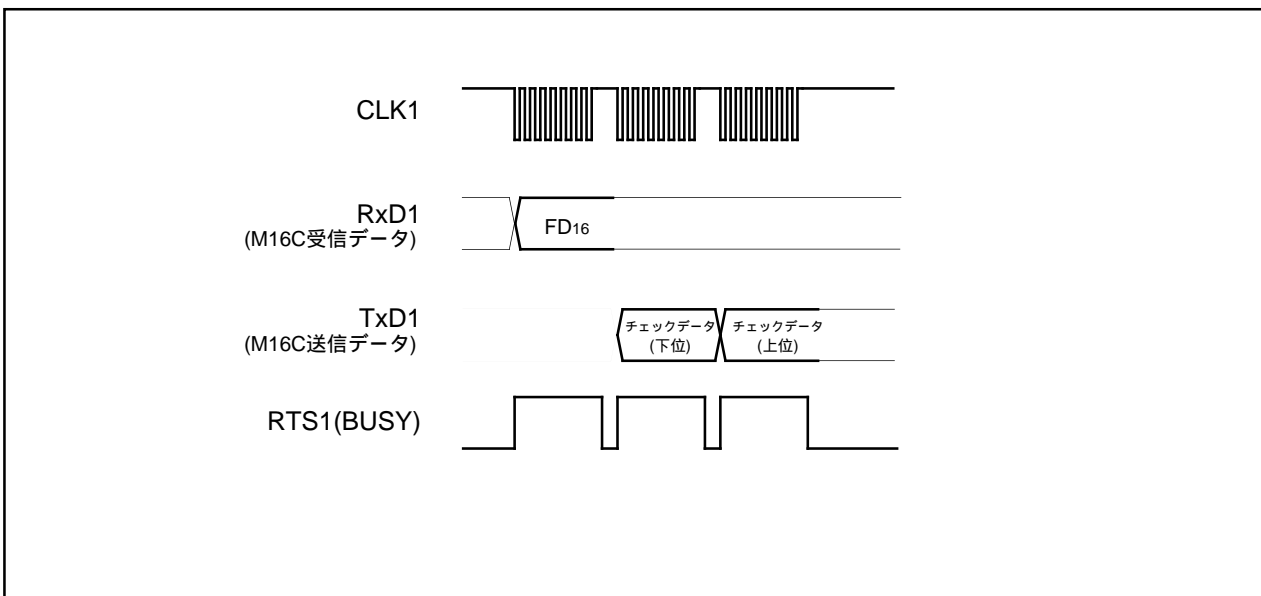 CLK1
RxD1
(M16C受信データ)
FD16
TxD1
(M16C送信データ)
チェックデータ
(下位)
チェックデータ
(上位)
RTS1(BUSY)